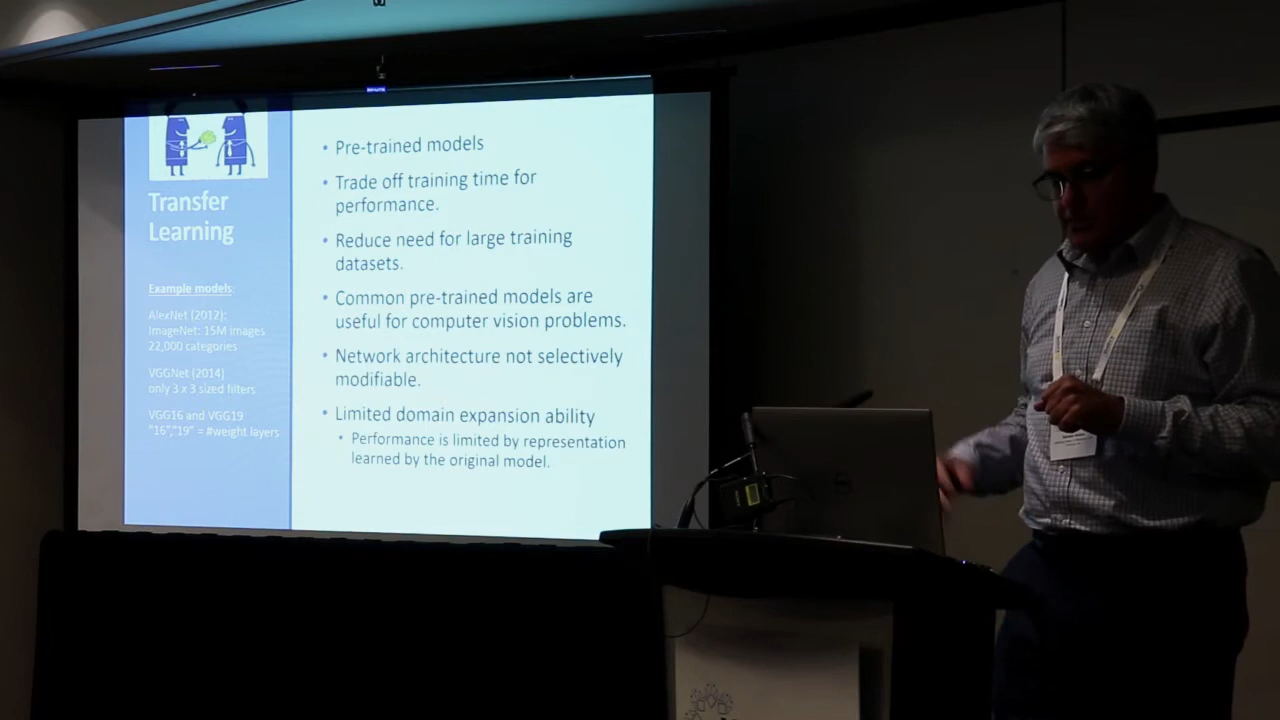 Transfer
Learning
Example models:
AlexNet (2012):
ImageNet: 15M images
22,000 categories
VGGNet (2014)
only 3 x 3 sized filters
VGG16 and VGG19
"16","19" = #weight layers
• Pre-trained models
• Trade off training time for
performance.
• Reduce need for large training
datasets.
• Common pre-trained models are
useful for computer vision problems.
• Network architecture not selectively
modifiable.
• Limited domain expansion ability
• Performance is limited by representation
learned by the original model.